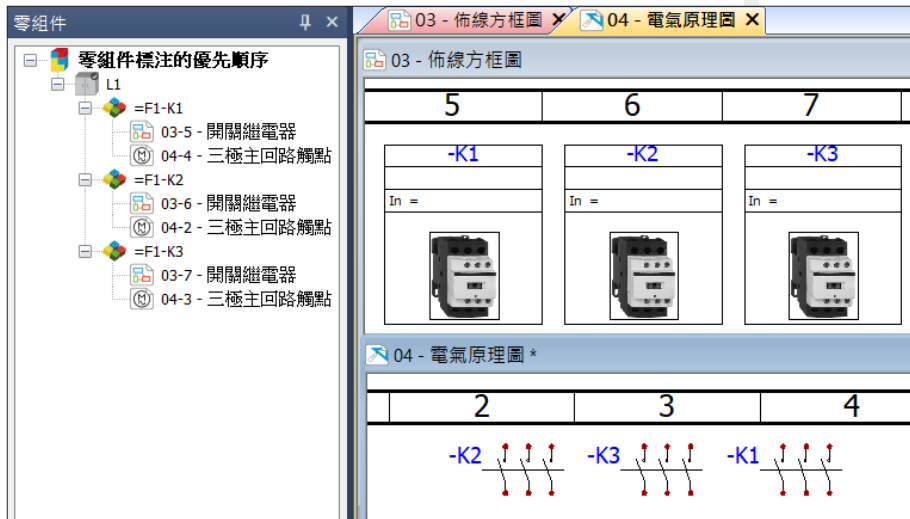 零組件
零組件標注的優先順序
L1
=F1-K1
03-5 - 開關繼電器
04-4 - 三極主回路觸點
=F1-K2
03-6 - 開關繼電器
04-2 - 三極主回路觸點
=F1-K3
03-7 - 開關繼電器
04-3 - 三極主回路觸點
03 - 佈線方框圖
04 - 電氣原理圖
03 - 佈線方框圖
5 6 7
-K1 -K2 -K3
In = In = In =
04 - 電氣原理圖 *
2 3 4
-K2 -K3 -K1